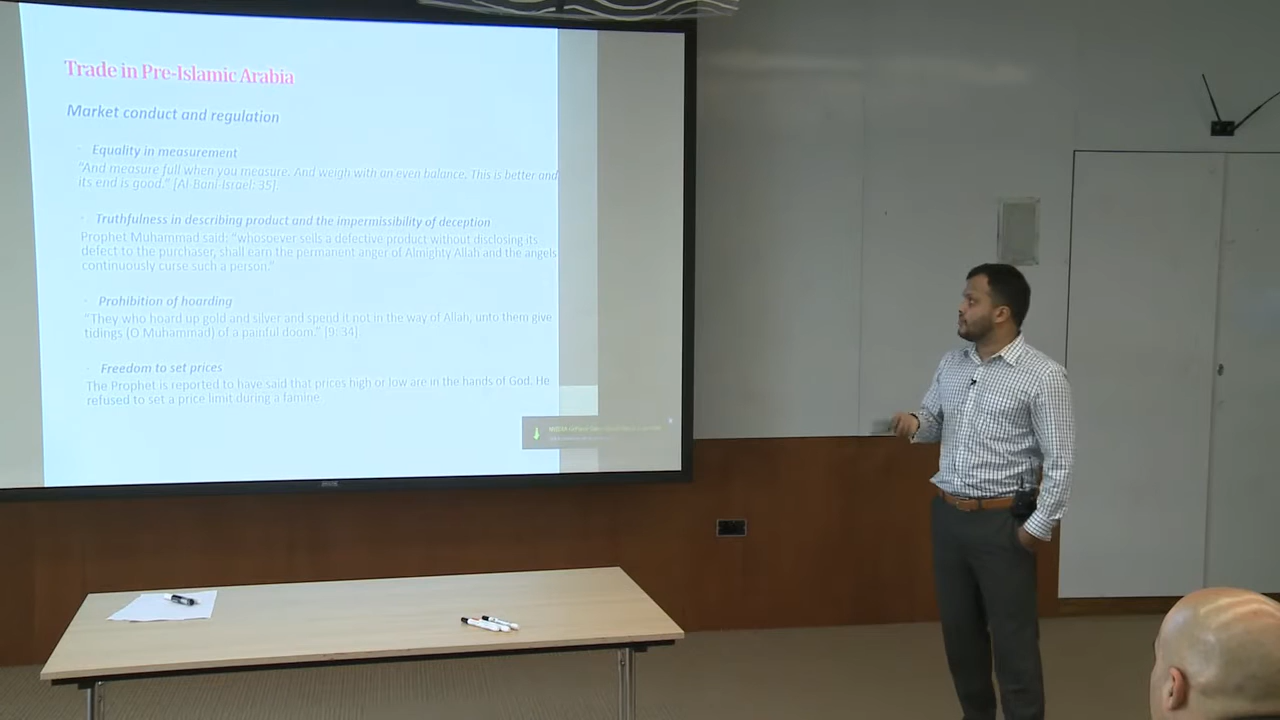 Trade in Pre-Islamic Arabia
Market conduct and regulation
Equality in measurement
"And measure full when you measure. And weigh with an even balance. This is better and
its end is good." [Al-Bani-Israel: 35].
Truthfulness in describing product and the impermissibility of deception
Prophet Muhammad said: "whosoever sells a defective product without disclosing its
defect to the purchaser, shall earn the permanent anger of Almighty Allah and the angels
continuously curse such a person."
Prohibition of hoarding
"They who hoard up gold and silver and spend it not in the way of Allah, unto them give
tidings (O Muhammad) of a painful doom." [9:34]
Freedom to set prices
The Prophet is reported to have said that prices high or low are in the hands of God. He
refused to set a price limit during a famine